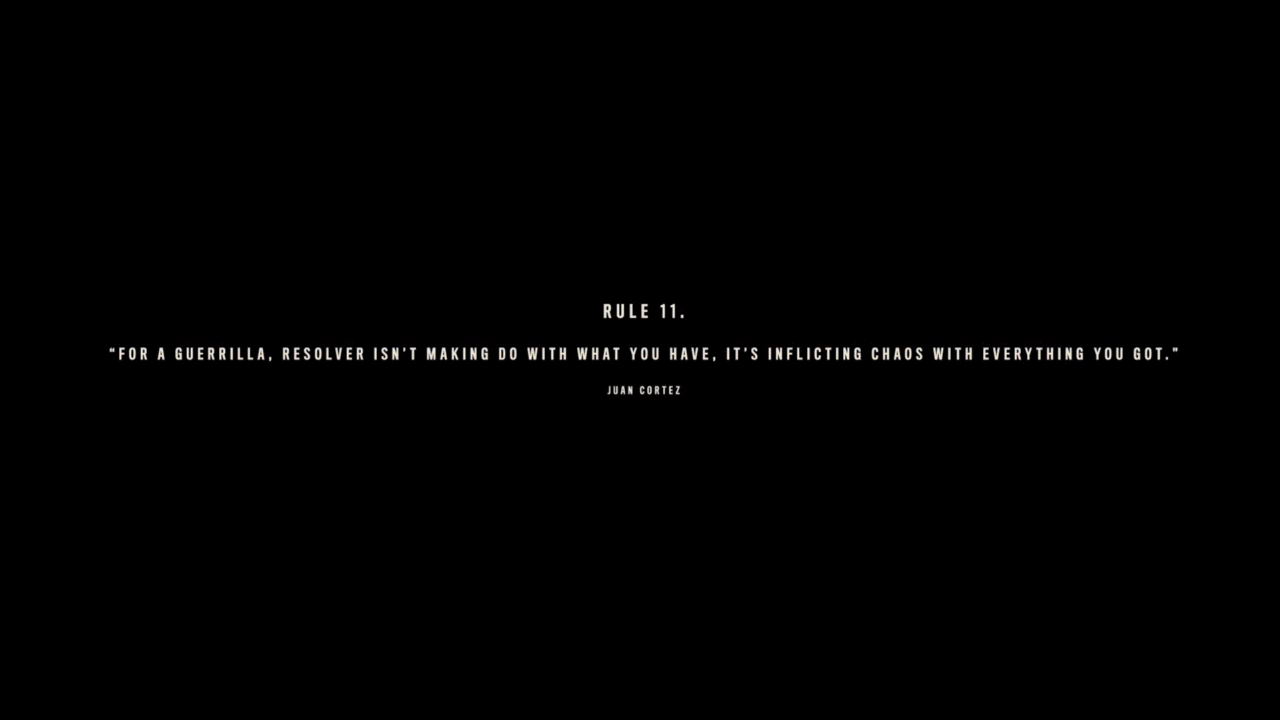 RULE 11.
“FOR A GUERRILLA, RESOLVER ISN'T MAKING DO WITH WHAT YOU HAVE, IT'S INFLICTING CHAOS WITH EVERYTHING YOU GOT.”
JUAN CORTEZ